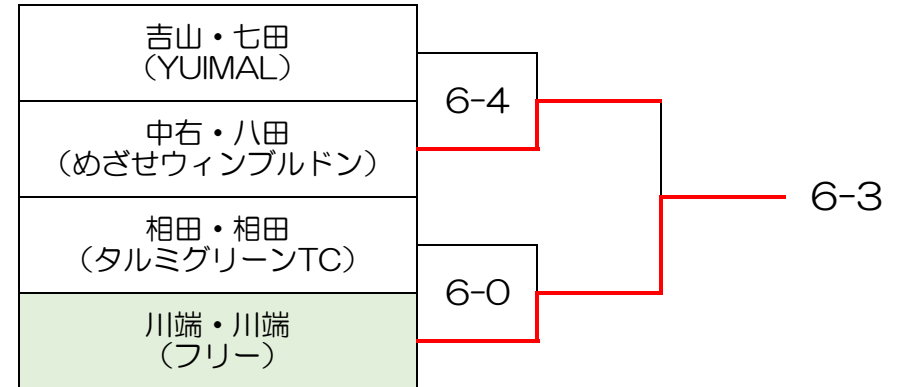 吉山・七田
（YUIMAL）
中右・八田
（めざせウィンブルドン）
相田・相田
（タルミグリーンTC）
川端・川端
（フリー）
6-4
6-0
6-3